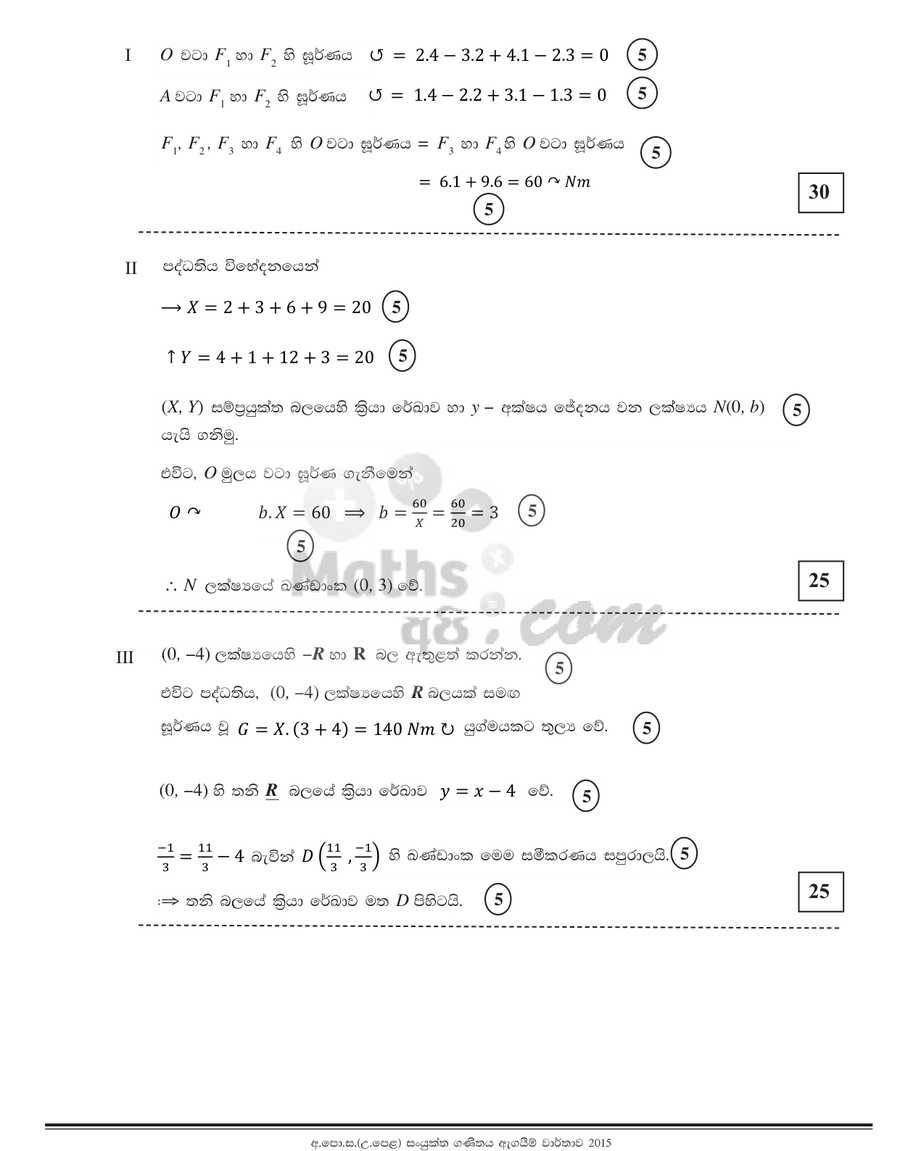 I O වටා F₁ හා F₂ හි ඝූර්ණය ↺ = 2.4 − 3.2 + 4.1 − 2.3 = 0 5
A වටා F₁ හා F₂ හි ඝූර්ණය ↺ = 1.4 − 2.2 + 3.1 − 1.3 = 0 5
F₁, F₂, F₃ හා F₄ හි O වටා ඝූර්ණය = F₃ හා F₄ හි O වටා ඝූර්ණය 5
= 6.1 + 9.6 = 60 ↷ Nm
30
5
II පද්ධතිය විභේදනයෙන්
→ X = 2 + 3 + 6 + 9 = 20 5
↑ Y = 4 + 1 + 12 + 3 = 20 5
(X, Y) සම්ප්‍රයුක්ත බලයෙහි ක්‍රියා රේඛාව හා y – අක්ෂය ඡේදනය වන ලක්ෂ්‍යය N(0, b) 5
යැයි ගනිමු.
එවිට, O මුලය වටා ඝූර්ණ ගැනීමෙන්
O ↷ b. X = 60 ⟹ b = 60/X = 60/20 = 3 5
5
∴ N ලක්ෂ්‍යයේ ඛණ්ඩාංක (0, 3) වේ. 25
Maths
අපි . com
III (0, –4) ලක්ෂ්‍යයෙහි –R හා R බල ඇතුළත් කරන්න. 5
එවිට පද්ධතිය, (0, –4) ලක්ෂ්‍යයෙහි R බලයක් සමඟ
ඝූර්ණය වූ G = X. (3 + 4) = 140 Nm ↻ යුග්මයකට තුල්‍ය වේ. 5
(0, –4) හි තනි R බලයේ ක්‍රියා රේඛාව y = x − 4 වේ. 5
−1/3 = 11/3 − 4 බැවින් D (11/3 , −1/3) හි ඛණ්ඩාංක මෙම සමීකරණය සපුරාලයි. 5
:⇒ තනි බලයේ ක්‍රියා රේඛාව මත D පිහිටයි. 5
25
අ.පො.ස.(උ.පෙළ) සංයුක්ත ගණිතය ඇගයීම් වාර්තාව 2015